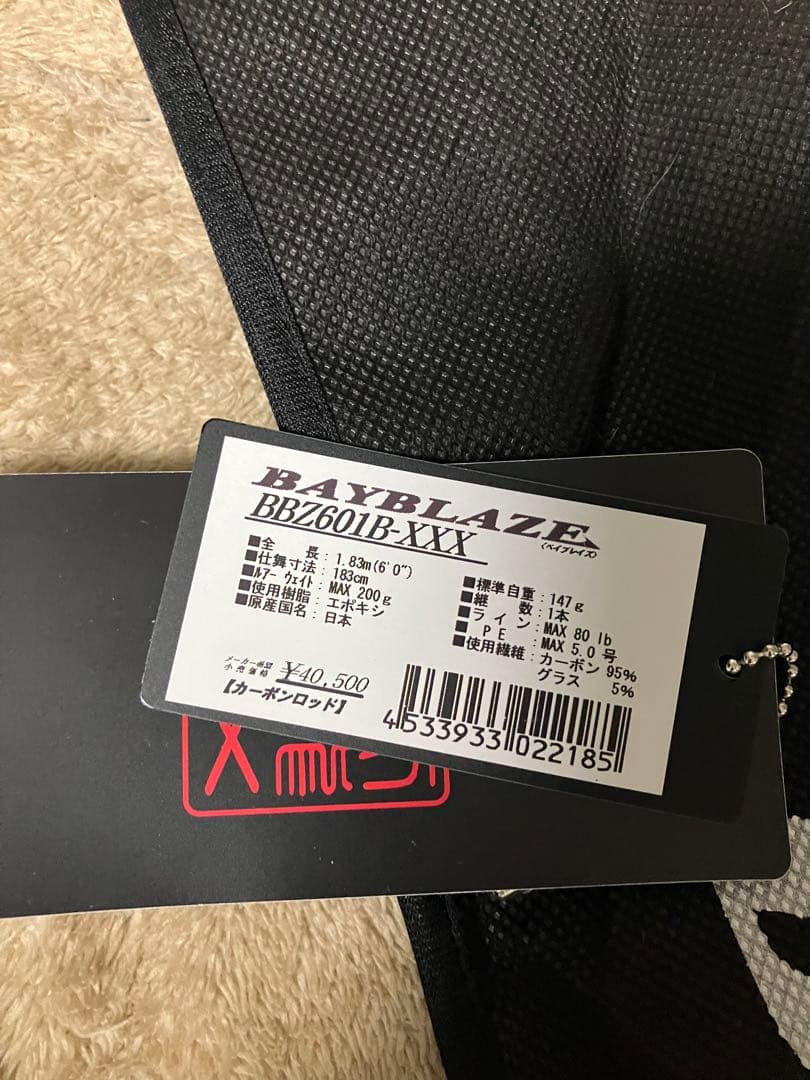 BAYBLAZE
〈ベイブレイズ〉
BBZ601B-XXX
■全　　長：1.83m(6'0")
■仕舞寸法：183cm
■ﾙｱｰ ｳｪｲﾄ：MAX 200g
■使用樹脂：エポキシ
■原産国名：日本
■標準自重：147g
■継　　数：1本
■ラ イ ン：MAX 80 lb
　Ｐ Ｅ　：MAX 5.0 号
■使用繊維：カーボン 95%
グラス　5%
メーカー希望
小売価格 ¥40,500
【カーボンロッド】
4533933022185